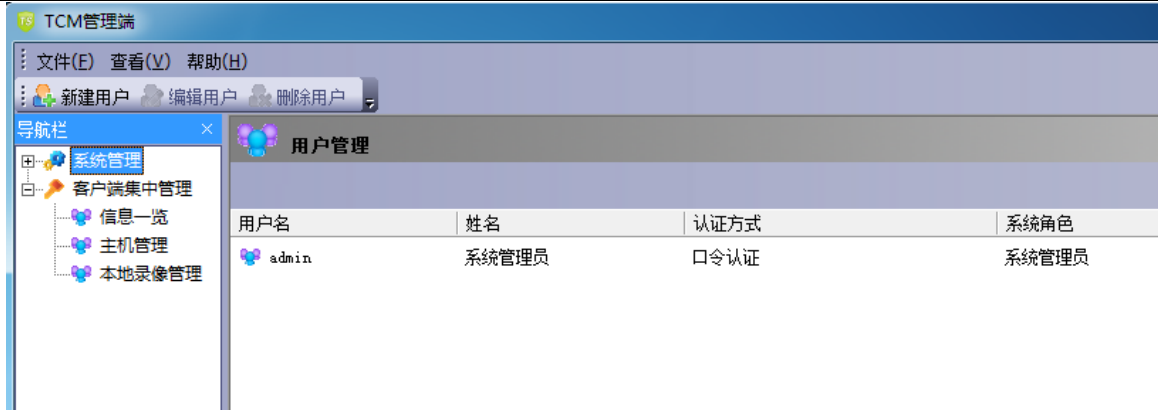 TS TCM管理端
文件(F) 查看(V) 帮助(H)
新建用户 编辑用户 删除用户
导航栏
用户管理
系统管理
客户端集中管理
信息一览
主机管理
本地录像管理
用户名 姓名 认证方式 系统角色
admin 系统管理员 口令认证 系统管理员